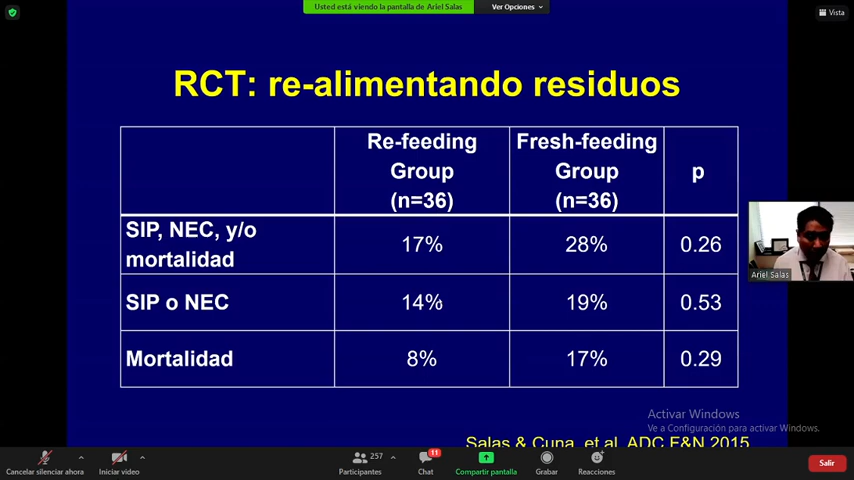 Usted está viendo la pantalla de Ariel Salas
Ver Opciones
Vista
RCT: re-alimentando residuos
Re-feeding Group (n=36)
Fresh-feeding Group (n=36)
p
SIP, NEC, y/o mortalidad
17%
28%
0.26
SIP o NEC
14%
19%
0.53
Mortalidad
8%
17%
0.29
Ariel Salas
Activar Windows
Ve a Configuración para activar Windows.
Salas & Cuna, et al, ADC F&N 2015
Cancelar silenciar ahora
Iniciar video
257
Participantes
11
Chat
Compartir pantalla
Grabar
Reacciones
Salir